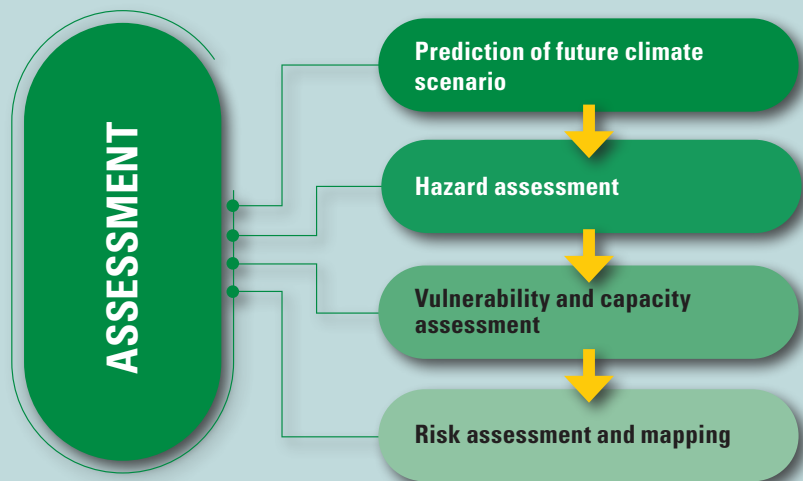 ASSESSMENT
Prediction of future climate
scenario
Hazard assessment
Vulnerability and capacity
assessment
Risk assessment and mapping